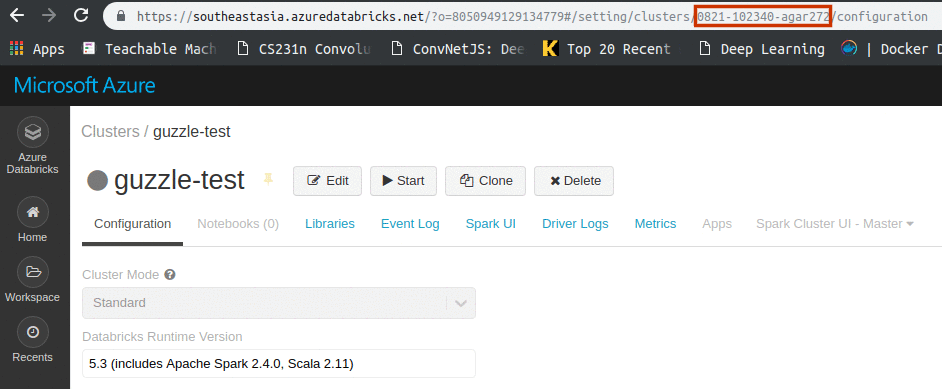 https://southeastasia.azuredatabricks.net/?o=8050949129134779#/setting/clusters/0821-102340-agar272/configuration
Apps Teachable Mach CS231n Convolu ConvNetJS: Dee Top 20 Recent Deep Learning | Docker D
Microsoft Azure
Azure Databricks
Home
Workspace
Recents
Clusters / guzzle-test
guzzle-test Edit Start Clone Delete
Configuration Notebooks (0) Libraries Event Log Spark UI Driver Logs Metrics Apps Spark Cluster UI - Master
Cluster Mode ?
Standard
Databricks Runtime Version
5.3 (includes Apache Spark 2.4.0, Scala 2.11)